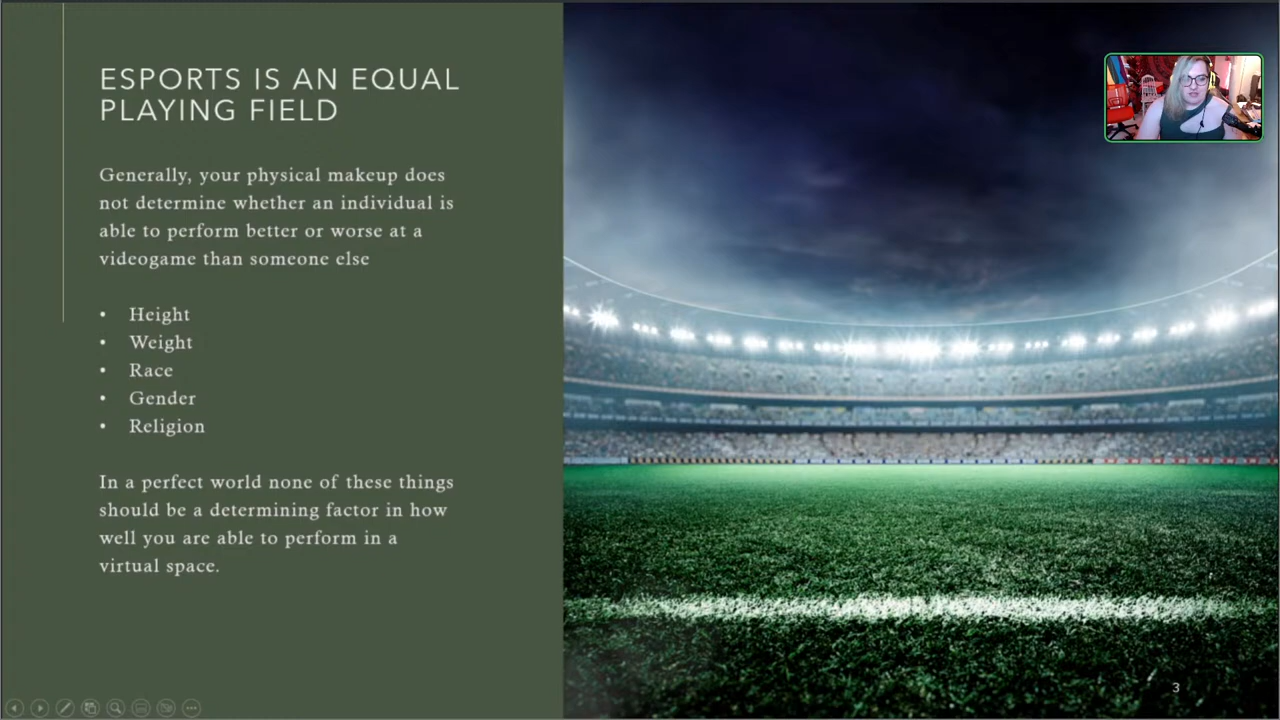 ESPORTS IS AN EQUAL
PLAYING FIELD
Generally, your physical makeup does
not determine whether an individual is
able to perform better or worse at a
videogame than someone else
• Height
• Weight
• Race
• Gender
• Religion
In a perfect world none of these things
should be a determining factor in how
well you are able to perform in a
virtual space.
3